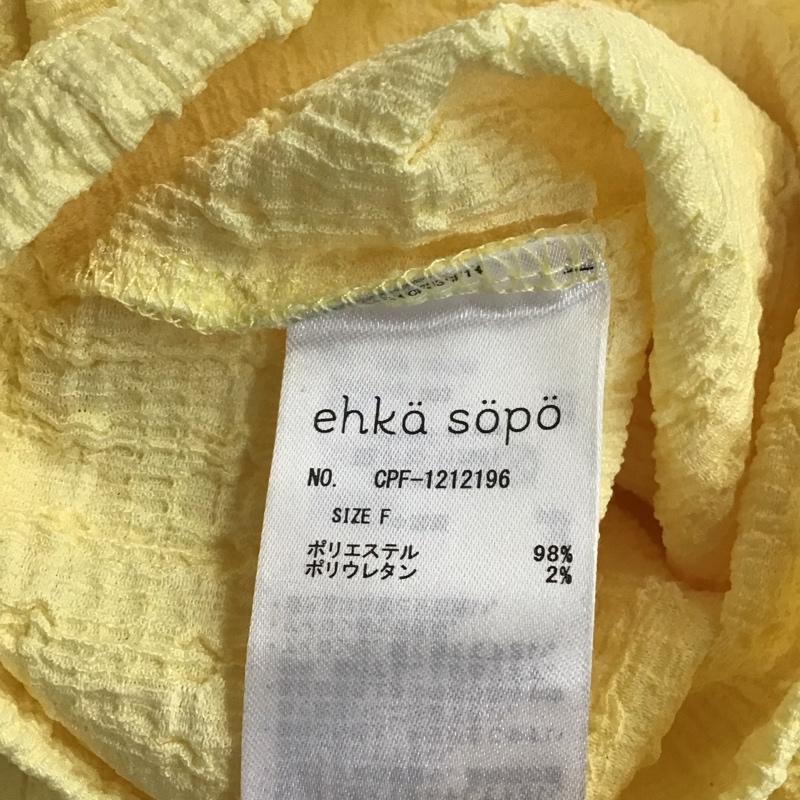 ehkä söpö
NO. CPF-1212196
SIZE F
ポリエステル 98%
ポリウレタン 2%